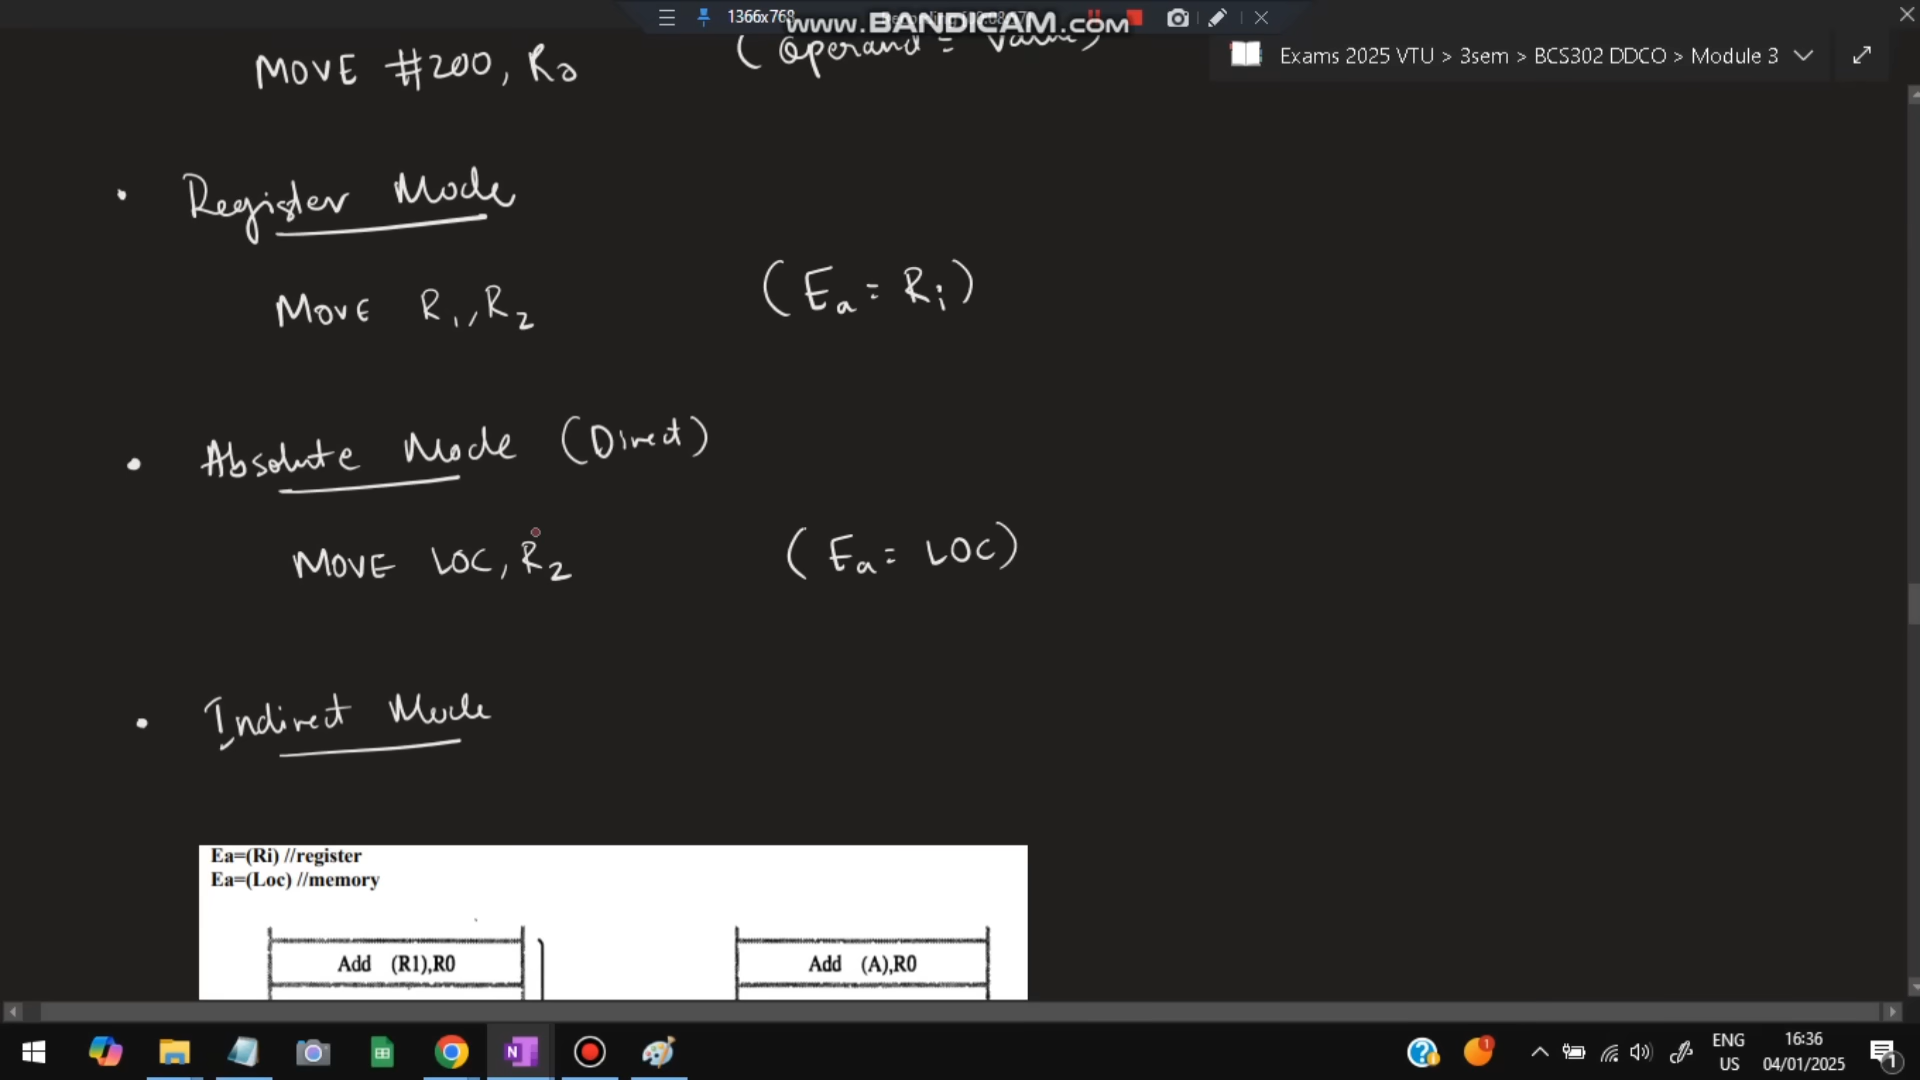 1366x768
www.BANDICAM.com
MOVE #200, R0
(Operand = Value)
Exams 2025 VTU > 3sem > BCS302 DDCO > Module 3
• Register Mode
MOVE R1, R2
(Ea = Ri)
• Absolute Mode (Direct)
MOVE LOC, R2
(Ea = LOC)
• Indirect Mode
Ea=(Ri) //register
Ea=(Loc) //memory
Add (R1),R0
Add (A),R0
ENG
US
16:36
04/01/2025